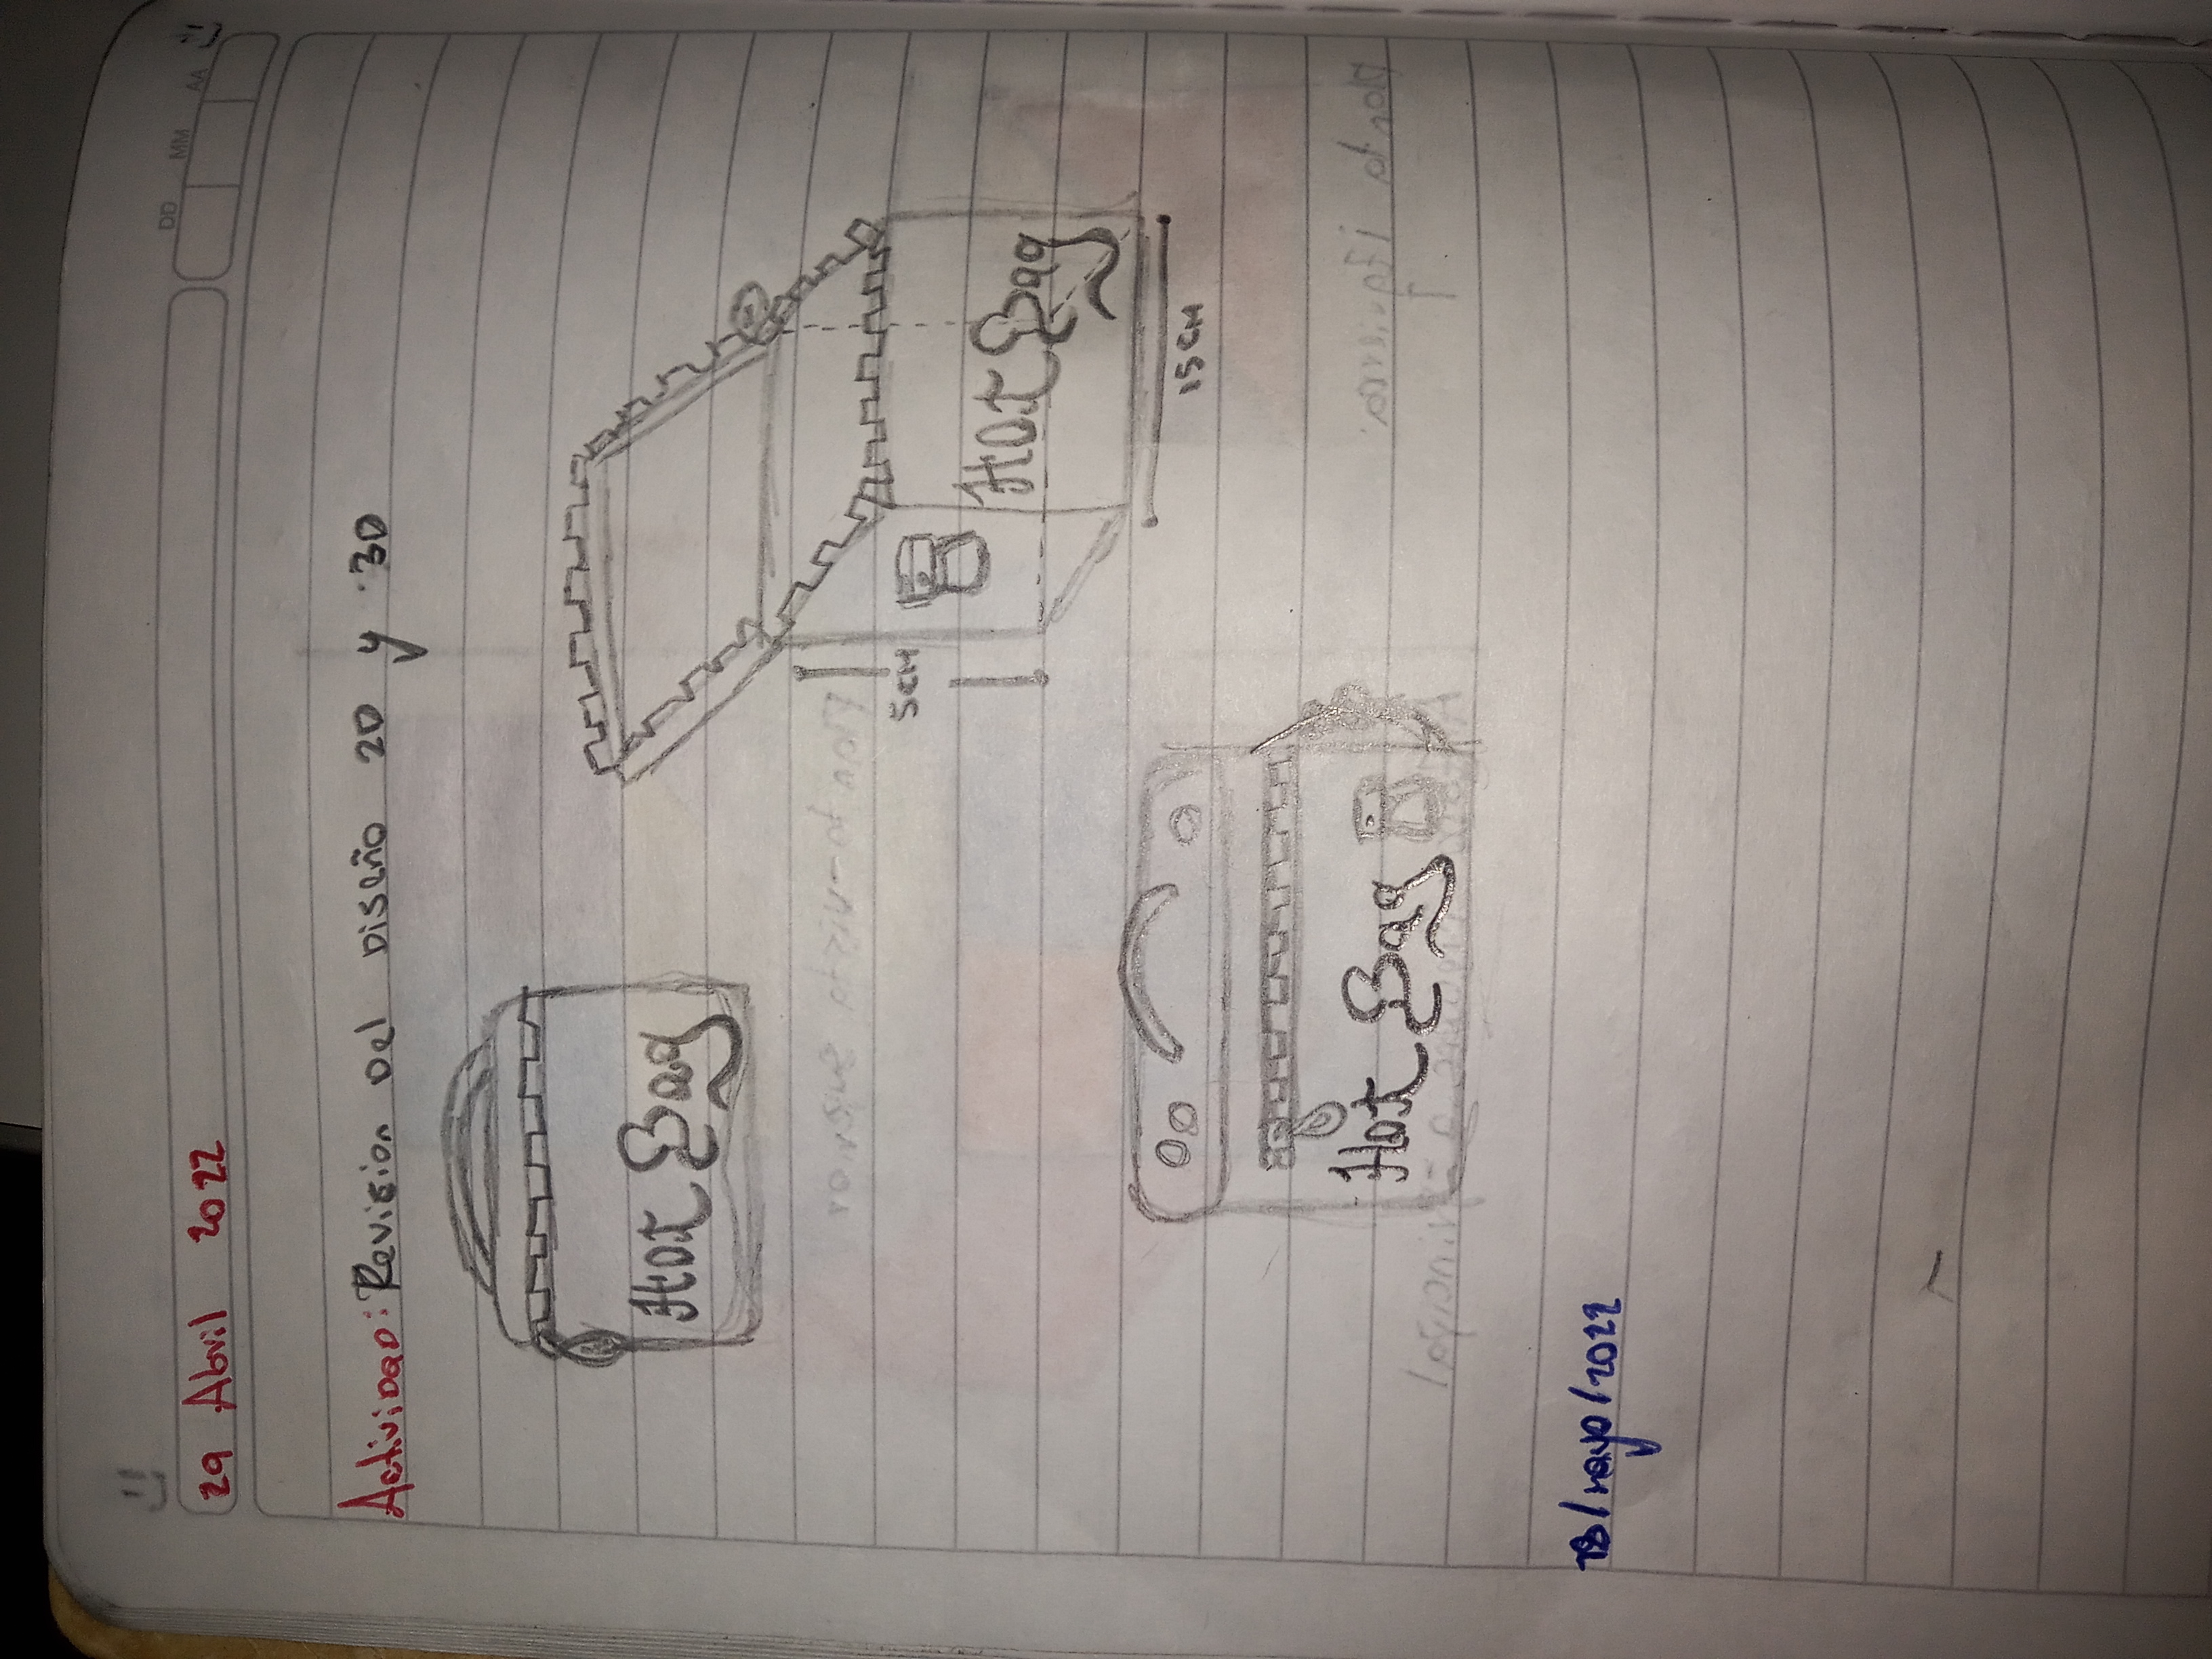 DD MM AA
29 Abril 2022
Actividad: Revision Del Diseño 2D y 3D
Hot Bag
5CM
Hot Bag
15CM
Hot Bag
18/mayo/2022